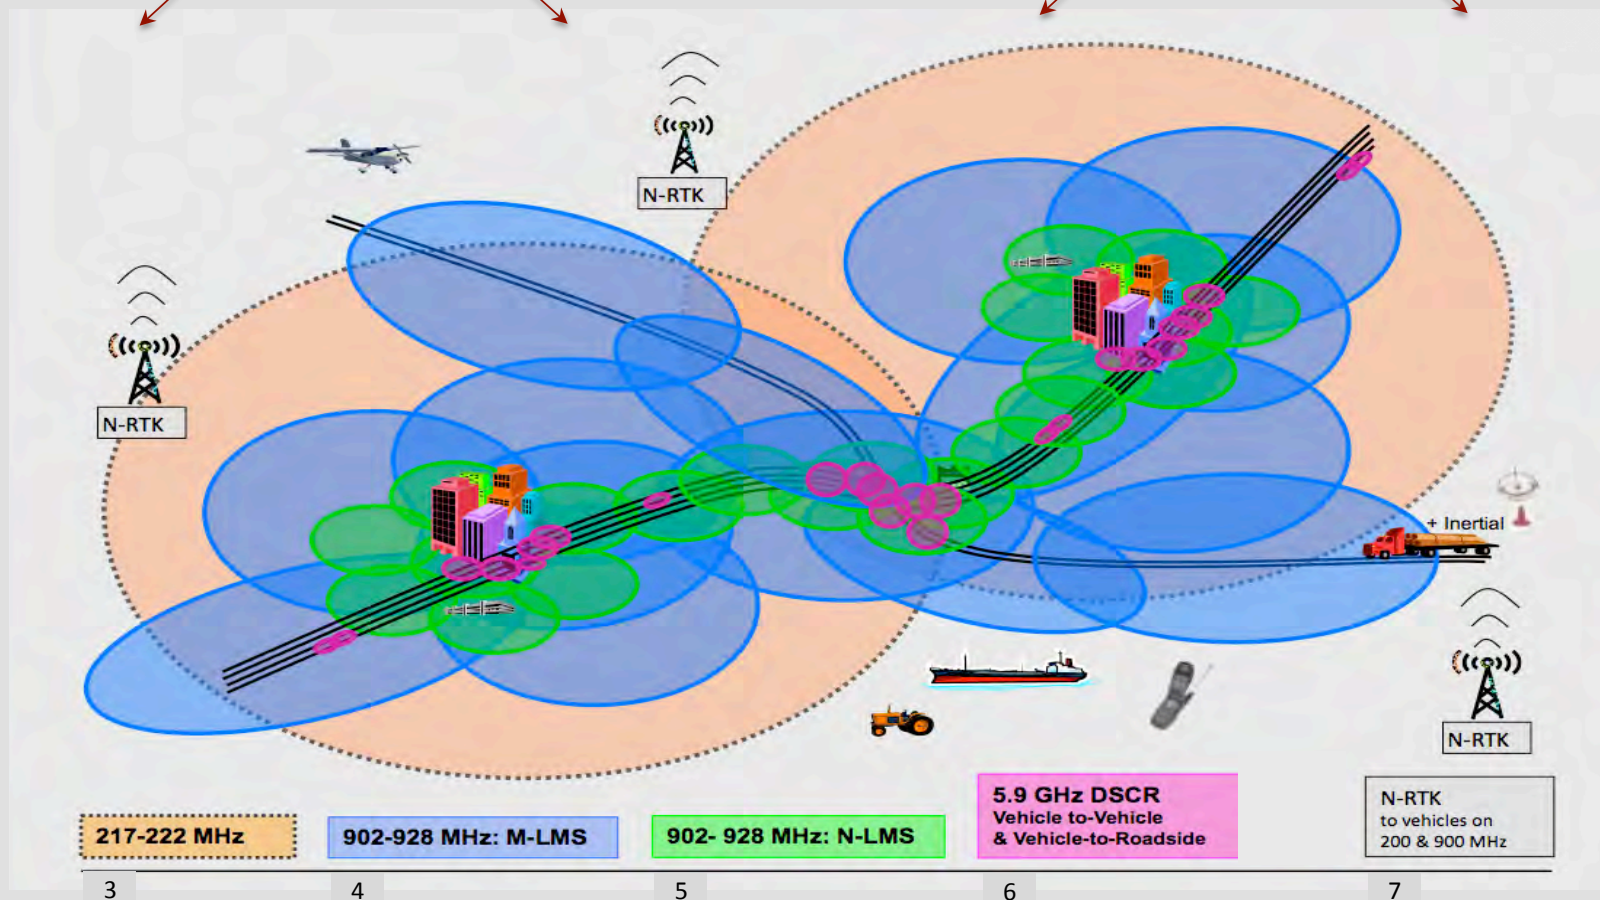 N-RTK
N-RTK
+ Inertial
N-RTK
217-222 MHz
902-928 MHz: M-LMS
902- 928 MHz: N-LMS
5.9 GHz DSCR
Vehicle to-Vehicle
& Vehicle-to-Roadside
N-RTK
to vehicles on
200 & 900 MHz
3
4
5
6
7